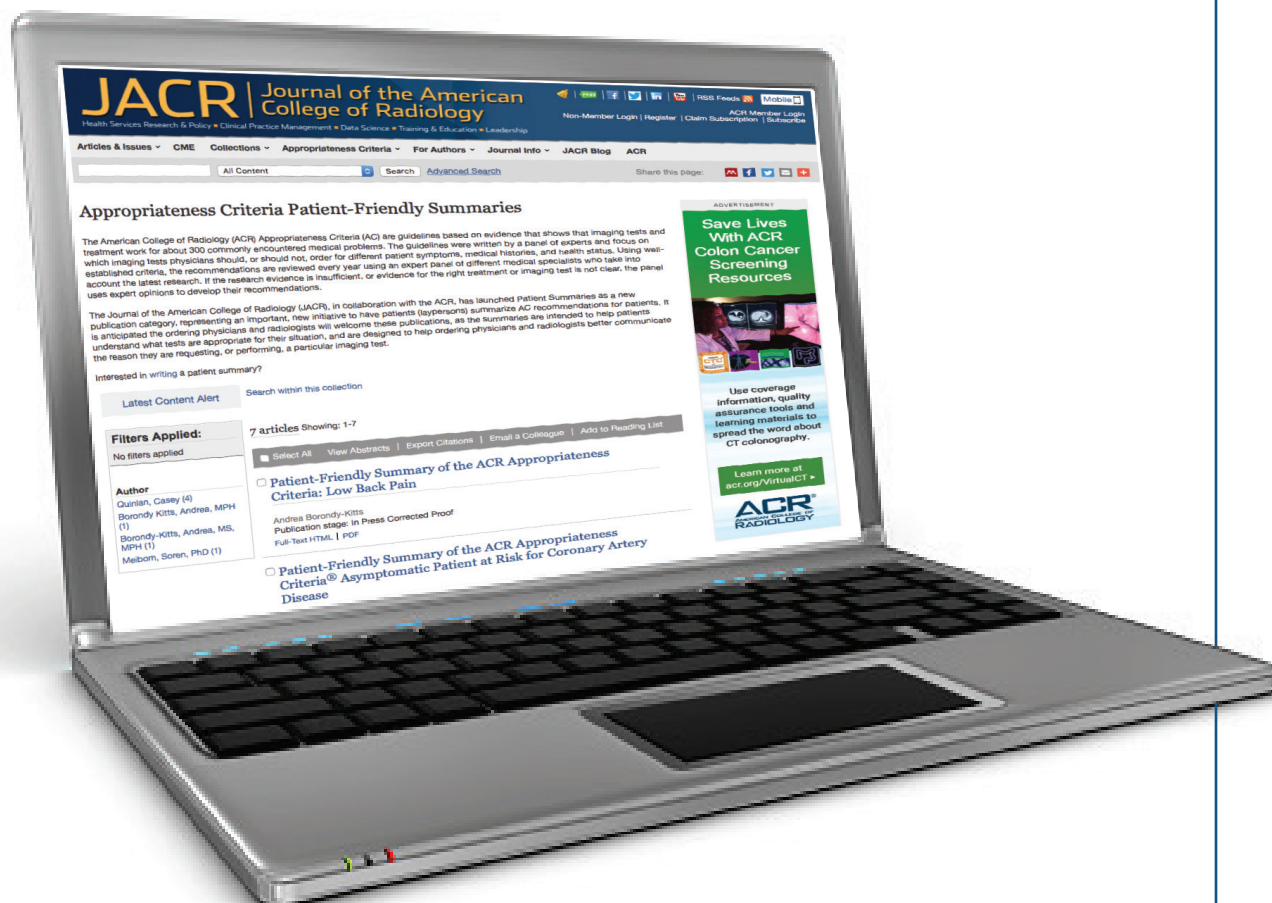 JACR
Journal of the American
College of Radiology
Health Services Research & Policy • Clinical Practice Management • Data Science • Training & Education • Leadership
RSS Feeds
Mobile
ACR Member Login
Non-Member Login | Register | Claim Subscription | Subscribe
Articles & Issues CME Collections Appropriateness Criteria For Authors Journal Info JACR Blog ACR
All Content Search Advanced Search Share this page:
Appropriateness Criteria Patient-Friendly Summaries
The American College of Radiology (ACR) Appropriateness Criteria (AC) are guidelines based on evidence that shows that imaging tests and
treatment work for about 300 commonly encountered medical problems. The guidelines were written by a panel of experts and focus on
which imaging tests physicians should, or should not, order for different patient symptoms, medical histories, and health status. Using well-
established criteria, the recommendations are reviewed every year using an expert panel of different medical specialists who take into
account the latest research. If the research evidence is insufficient, or evidence for the right treatment or imaging test is not clear, the panel
uses expert opinions to develop their recommendations.
The Journal of the American College of Radiology (JACR), in collaboration with the ACR, has launched Patient Summaries as a new
publication category, representing an important, new initiative to have patients (laypersons) summarize AC recommendations for patients. It
is anticipated the ordering physicians and radiologists will welcome these publications, as the summaries are intended to help patients
understand what tests are appropriate for their situation, and are designed to help ordering physicians and radiologists better communicate
the reason they are requesting, or performing, a particular imaging test.
Interested in writing a patient summary?
Latest Content Alert
Search within this collection
Filters Applied:
No filters applied
Author
Quinlan, Casey (4)
Borondy Kitts, Andrea, MPH
(1)
Borondy-Kitts, Andrea, MS,
MPH (1)
Meibom, Soren, PhD (1)
7 articles Showing: 1-7
Select All View Abstracts | Export Citations | Email a Colleague | Add to Reading List
Patient-Friendly Summary of the ACR Appropriateness
Criteria: Low Back Pain
Andrea Borondy-Kitts
Publication stage: In Press Corrected Proof
Full-Text HTML | PDF
Patient-Friendly Summary of the ACR Appropriateness
Criteria® Asymptomatic Patient at Risk for Coronary Artery
Disease
ADVERTISEMENT
Save Lives
With ACR
Colon Cancer
Screening
Resources
Use coverage
information, quality
assurance tools and
learning materials to
spread the word about
CT colonography.
Learn more at
acr.org/VirtualCT ▸
ACR®
AMERICAN COLLEGE OF
RADIOLOGY